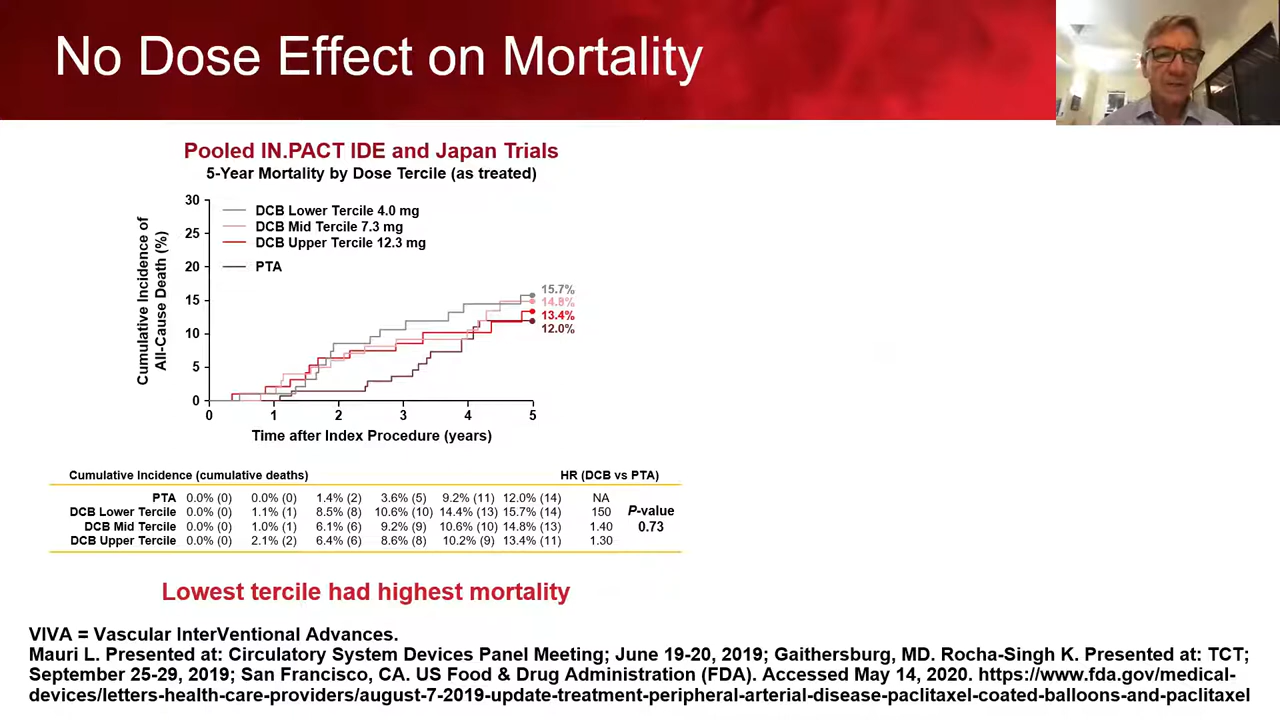 No Dose Effect on Mortality
Pooled IN.PACT IDE and Japan Trials
5-Year Mortality by Dose Tercile (as treated)
Cumulative Incidence of
All-Cause Death (%)
30
25
20
15
10
5
0
DCB Lower Tercile 4.0 mg
DCB Mid Tercile 7.3 mg
DCB Upper Tercile 12.3 mg
PTA
15.7%
14.8%
13.4%
12.0%
0 1 2 3 4 5
Time after Index Procedure (years)
Cumulative Incidence (cumulative deaths) HR (DCB vs PTA)
PTA 0.0% (0) 0.0% (0) 1.4% (2) 3.6% (5) 9.2% (11) 12.0% (14) NA
DCB Lower Tercile 0.0% (0) 1.1% (1) 8.5% (8) 10.6% (10) 14.4% (13) 15.7% (14) 150
DCB Mid Tercile 0.0% (0) 1.0% (1) 6.1% (6) 9.2% (9) 10.6% (10) 14.8% (13) 1.40
DCB Upper Tercile 0.0% (0) 2.1% (2) 6.4% (6) 8.6% (8) 10.2% (9) 13.4% (11) 1.30
P-value
0.73
Lowest tercile had highest mortality
VIVA = Vascular InterVentional Advances.
Mauri L. Presented at: Circulatory System Devices Panel Meeting; June 19-20, 2019; Gaithersburg, MD. Rocha-Singh K. Presented at: TCT;
September 25-29, 2019; San Francisco, CA. US Food & Drug Administration (FDA). Accessed May 14, 2020. https://www.fda.gov/medical-
devices/letters-health-care-providers/august-7-2019-update-treatment-peripheral-arterial-disease-paclitaxel-coated-balloons-and-paclitaxel